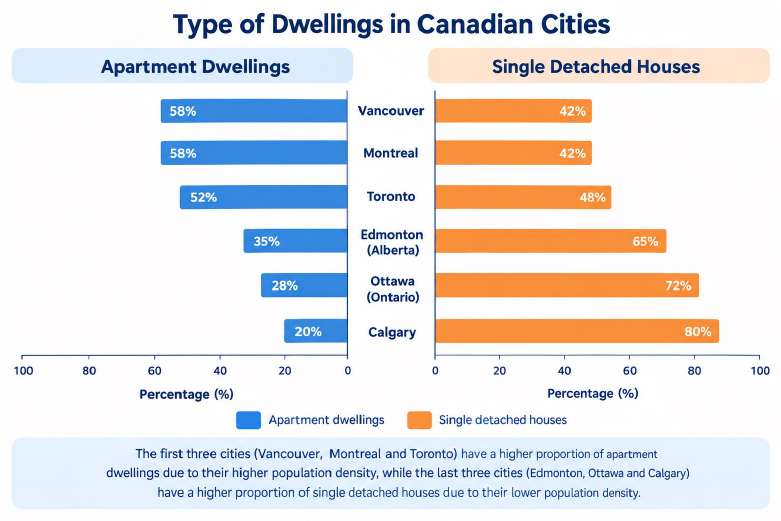 Type of Dwellings in Canadian Cities
Apartment Dwellings
Single Detached Houses
58% Vancouver 42%
58% Montreal 42%
52% Toronto 48%
35% Edmonton 65%
(Alberta)
28% Ottawa 72%
(Ontario)
20% Calgary 80%
100 80 60 40 20 0 0 20 40 60 80 100
Percentage (%) Percentage (%)
Apartment dwellings Single detached houses
The first three cities (Vancouver, Montreal and Toronto) have a higher proportion of apartment
dwellings due to their higher population density, while the last three cities (Edmonton, Ottawa and Calgary)
have a higher proportion of single detached houses due to their lower population density.